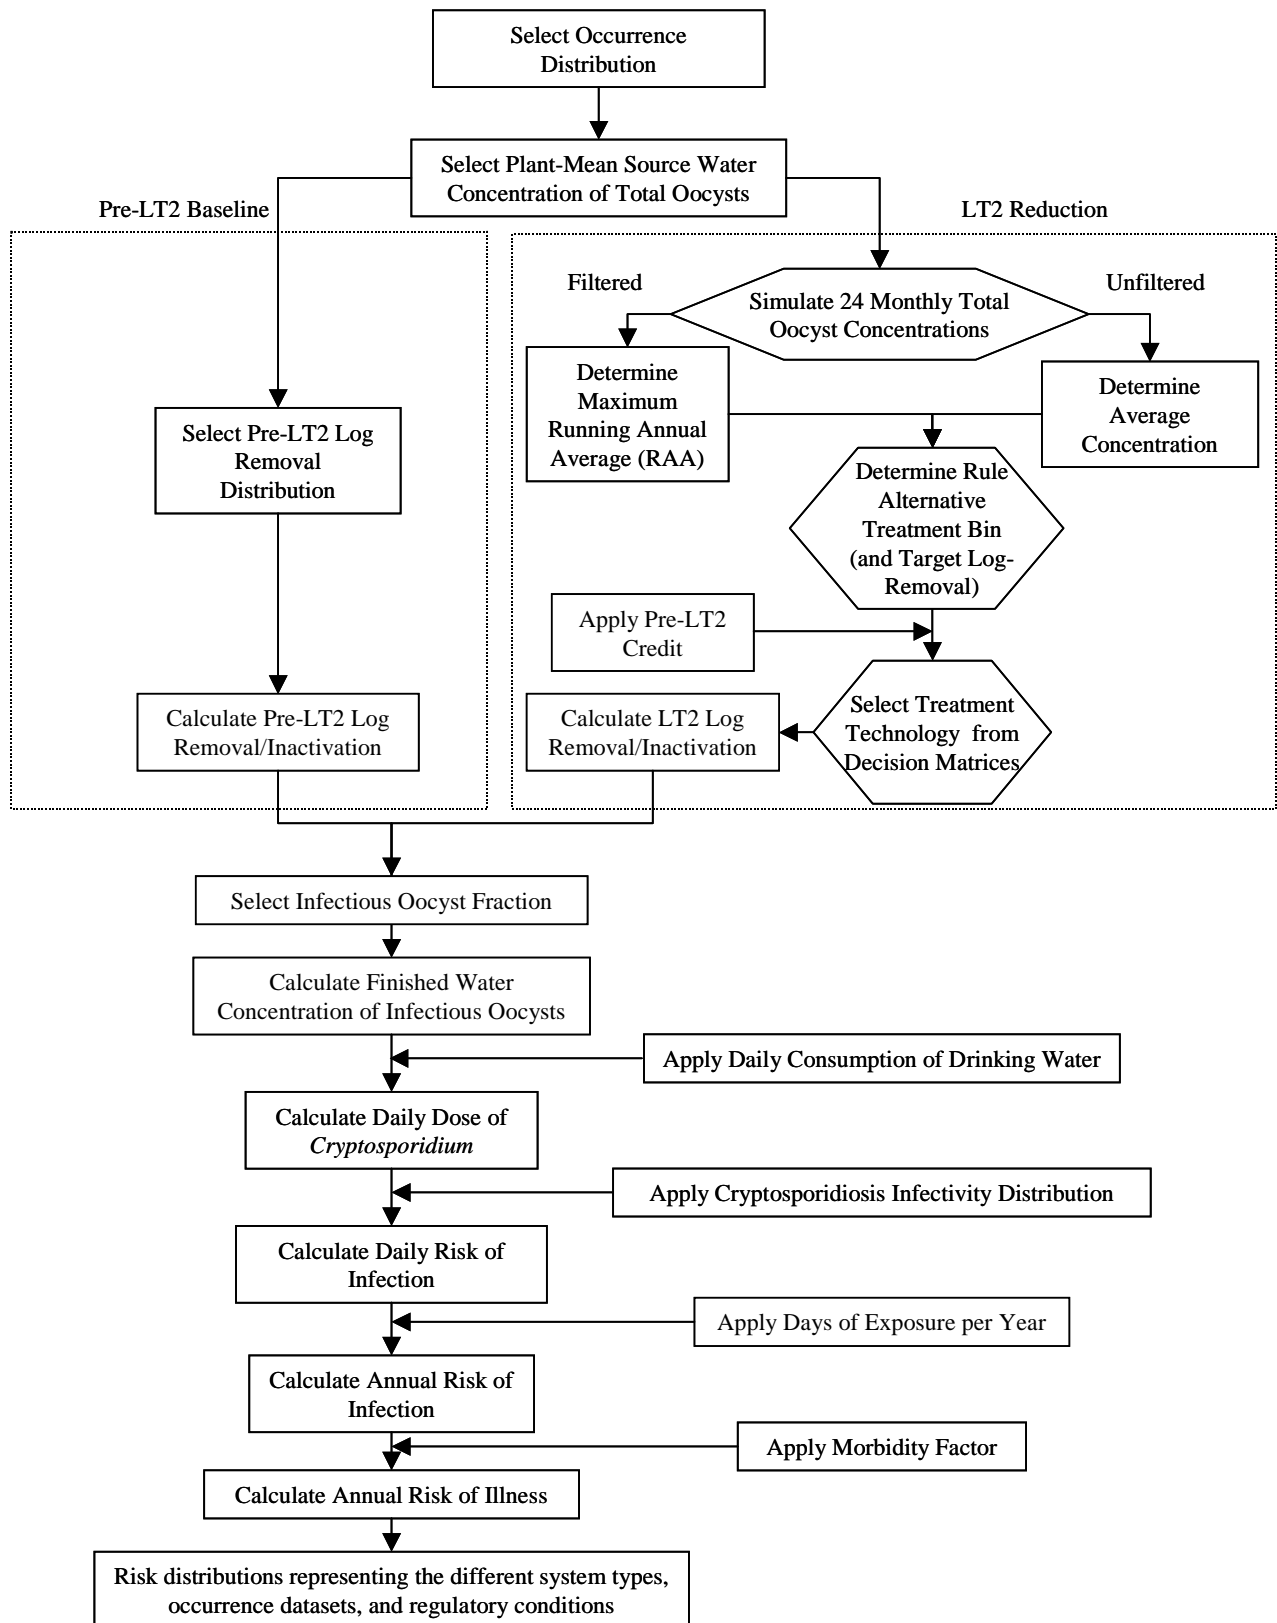 Select Occurrence
Distribution
Select Plant-Mean Source Water
Concentration of Total Oocysts
Pre-LT2 Baseline
LT2 Reduction
Filtered
Unfiltered
Simulate 24 Monthly Total
Oocyst Concentrations
Determine
Maximum
Running Annual
Average (RAA)
Determine
Average
Concentration
Select Pre-LT2 Log
Removal
Distribution
Determine Rule
Alternative
Treatment Bin
(and Target Log-
Removal)
Apply Pre-LT2
Credit
Select Treatment
Technology from
Decision Matrices
Calculate Pre-LT2 Log
Removal/Inactivation
Calculate LT2 Log
Removal/Inactivation
Select Infectious Oocyst Fraction
Calculate Finished Water
Concentration of Infectious Oocysts
Apply Daily Consumption of Drinking Water
Calculate Daily Dose of
Cryptosporidium
Apply Cryptosporidiosis Infectivity Distribution
Calculate Daily Risk of
Infection
Apply Days of Exposure per Year
Calculate Annual Risk of
Infection
Apply Morbidity Factor
Calculate Annual Risk of Illness
Risk distributions representing the different system types,
occurrence datasets, and regulatory conditions